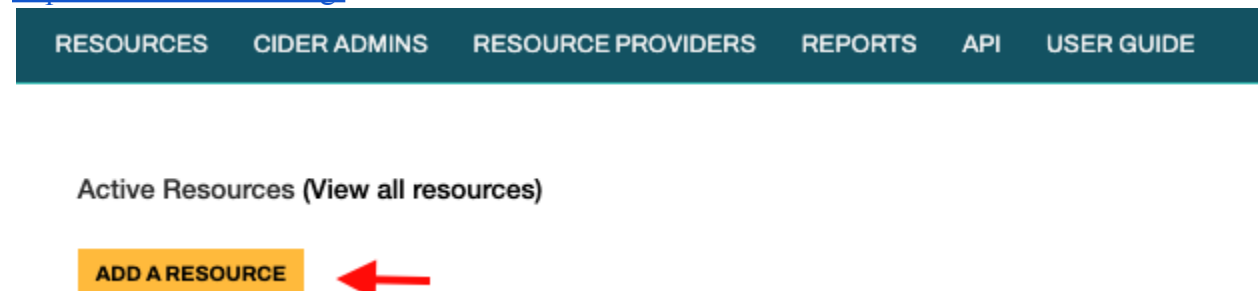 RESOURCES CIDER ADMINS RESOURCE PROVIDERS REPORTS API USER GUIDE
Active Resources (View all resources)
ADD A RESOURCE